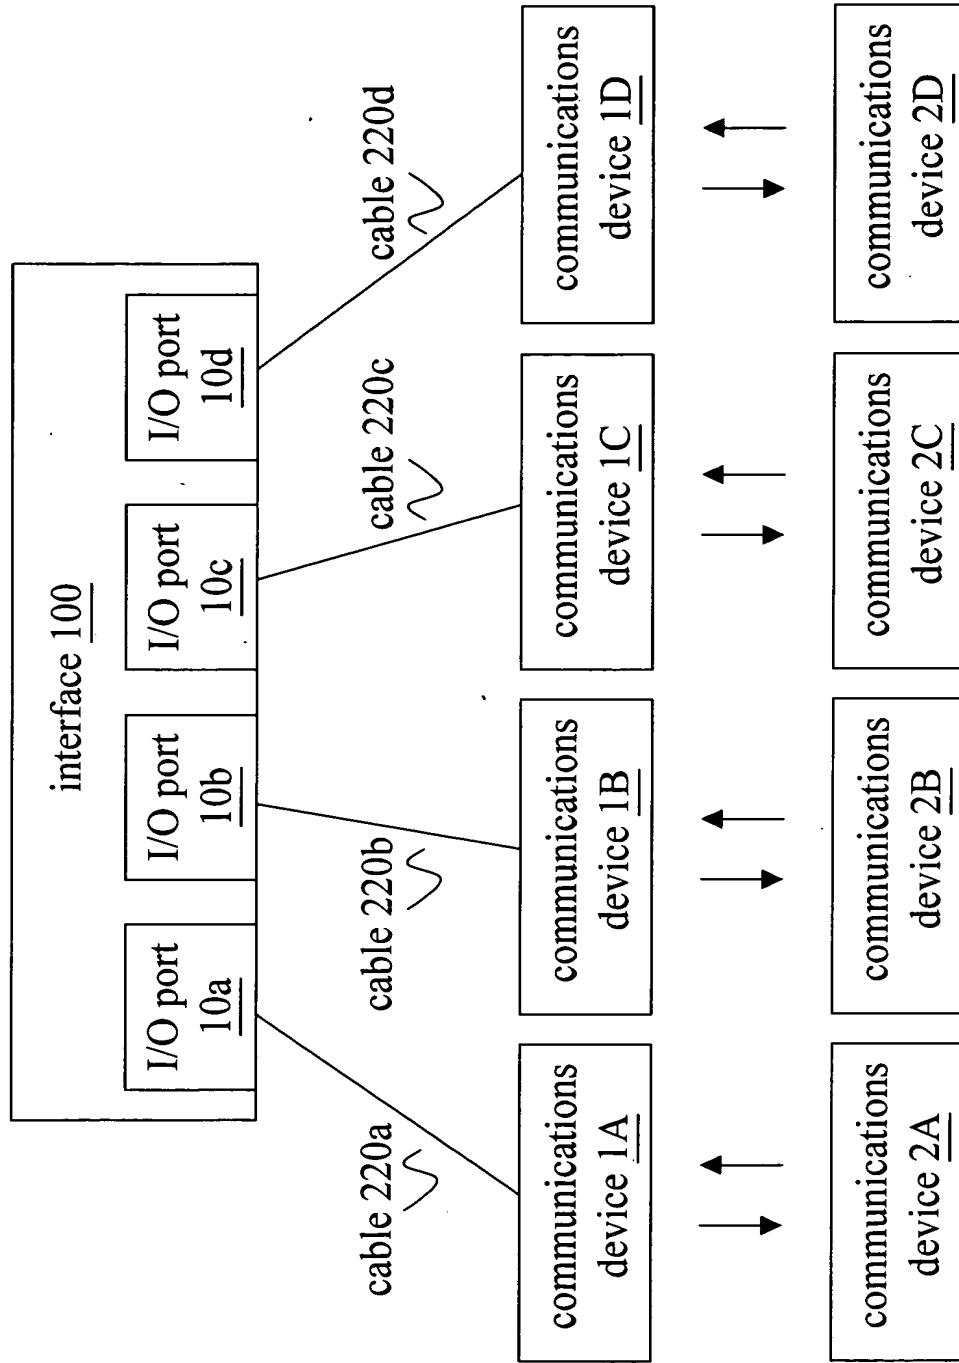 interface 100
I/O port
10a
I/O port
10b
I/O port
10c
I/O port
10d
cable 220a
cable 220b
cable 220c
cable 220d
communications
device 1A
communications
device 1B
communications
device 1C
communications
device 1D
communications
device 2A
communications
device 2B
communications
device 2C
communications
device 2D